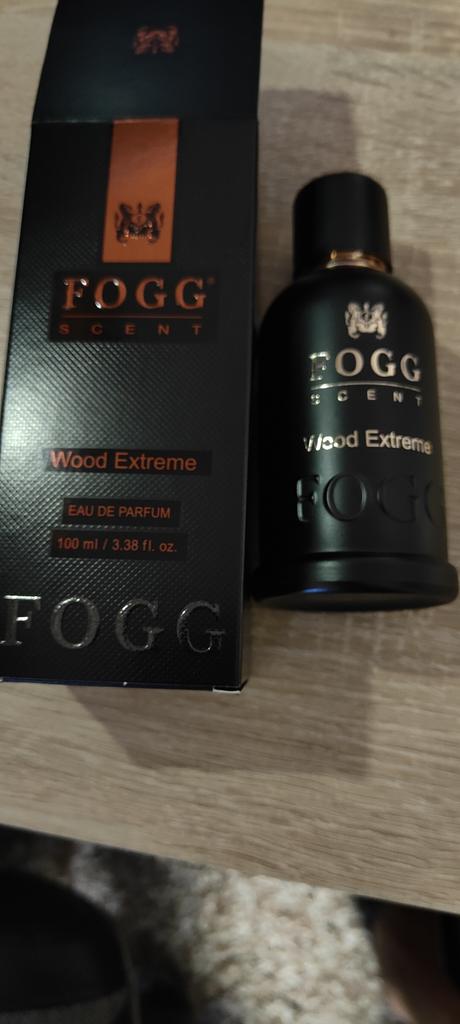 FOGG®
SCENT
Wood Extreme
EAU DE PARFUM
100 ml / 3.38 fl. oz.
FOGG
FOGG
SCENT
Wood Extreme
FOGG